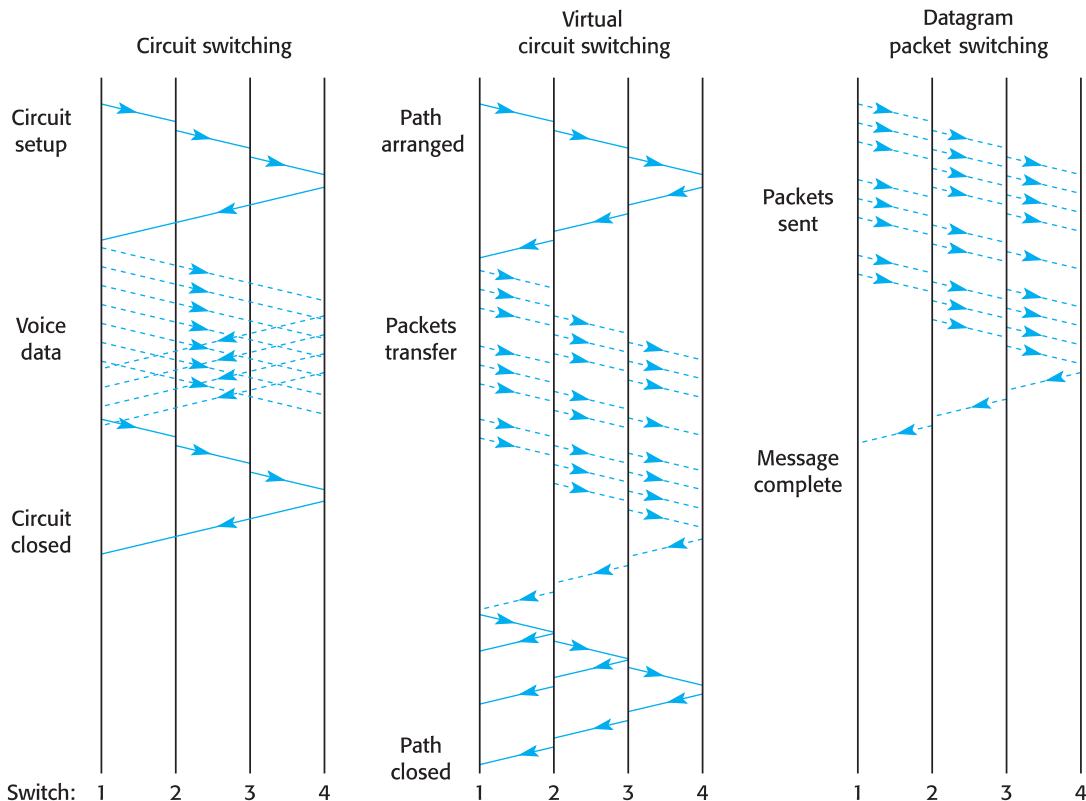 Circuit switching
Circuit
setup
Voice
data
Circuit
closed
Virtual
circuit switching
Path
arranged
Packets
transfer
Path
closed
Datagram
packet switching
Packets
sent
Message
complete
Switch: 1 2 3 4 1 2 3 4 1 2 3 4